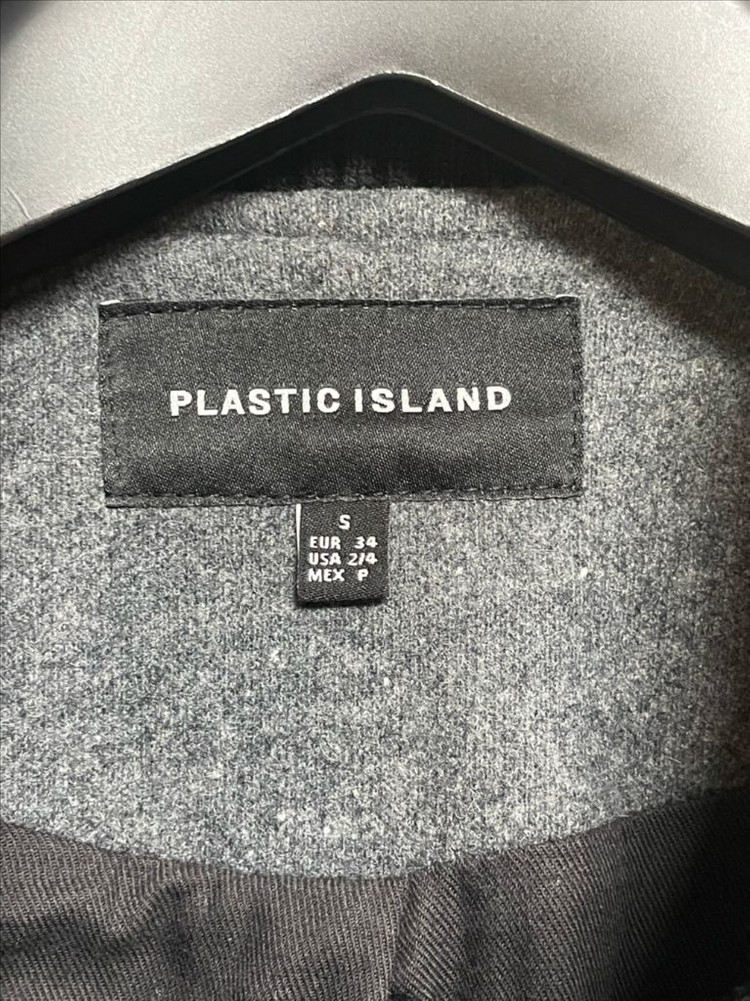 PLASTIC ISLAND
S
EUR 34
USA 2/4
MEX P